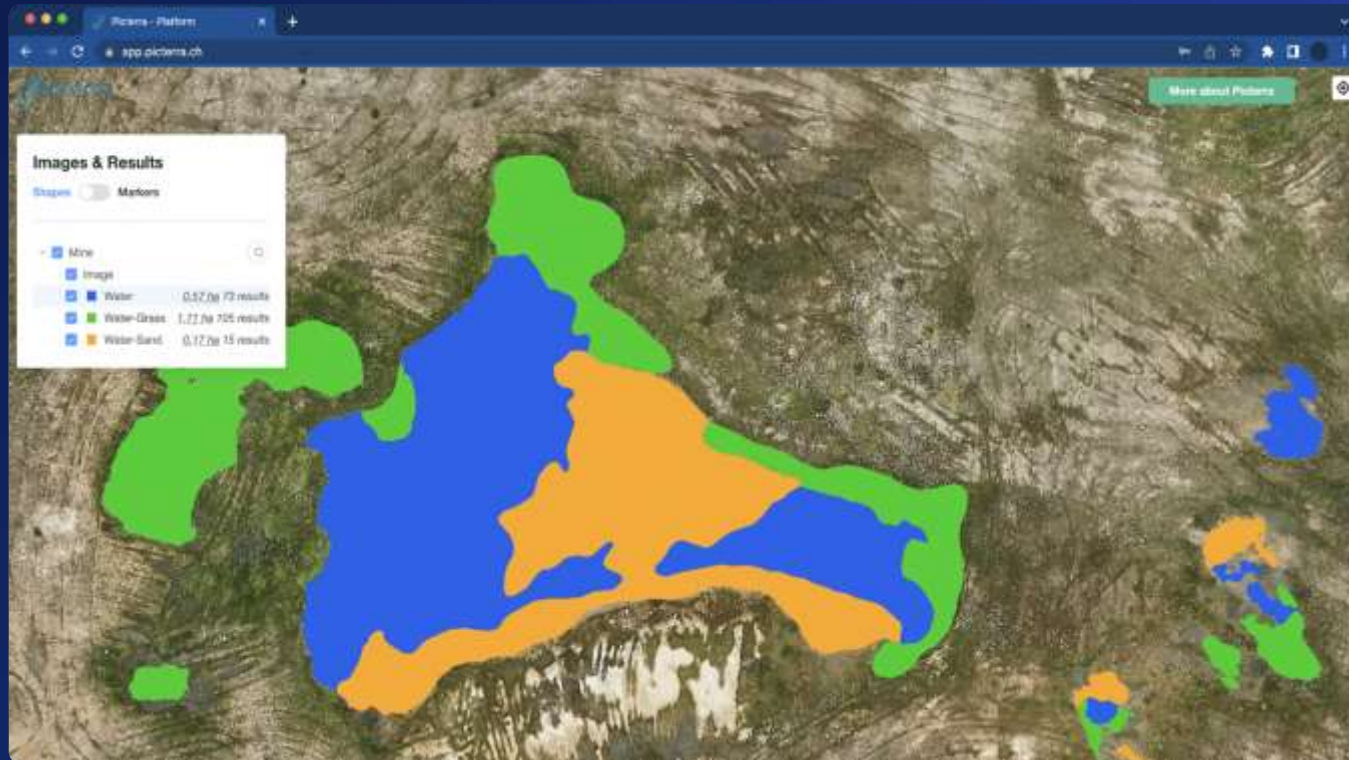 Picterra - Platform
app.picterra.ch
More about Picterra
Images & Results
Shapes Markers
Mine
Image
Water 0.57 ha 73 results
Water-Grass 1.77 ha 105 results
Water-Sand 0.17 ha 15 results